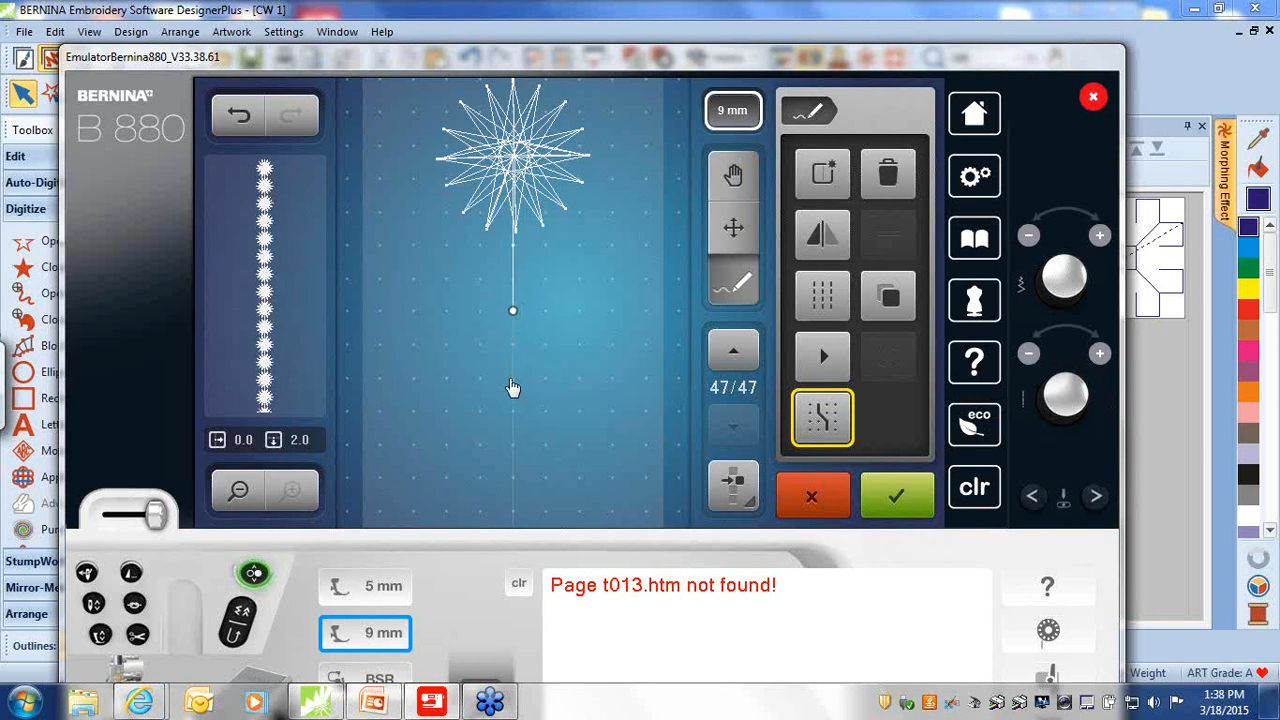 BERNINA Embroidery Software DesignerPlus - [CW 1]
File Edit View Design Arrange Artwork Settings Window Help
EmulatorBernina880_V33.38.61
BERNINA
B 880
9 mm
Toolbox
Edit
Auto-Digi
Digitize
Op
Clo
Op
Clo
Blo
Ellip
Rec
Lett
Mo
App
Adv
Pun
StumpWo
Mirror-Me
Arrange
Outlines:
Morphing Effect
47/47
0.0 2.0
eco
clr
5 mm
9 mm
BSR
clr
Page t013.htm not found!
?
?
Weight ART Grade: A
1:38 PM
3/18/2015